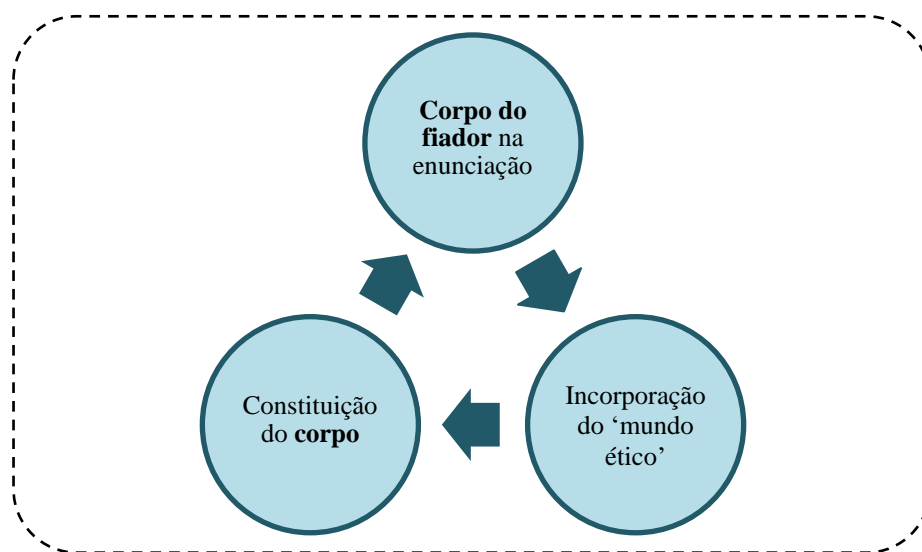 Corpo do
fiador na
enunciação
Constituição
do corpo
Incorporação
do ‘mundo
ético’